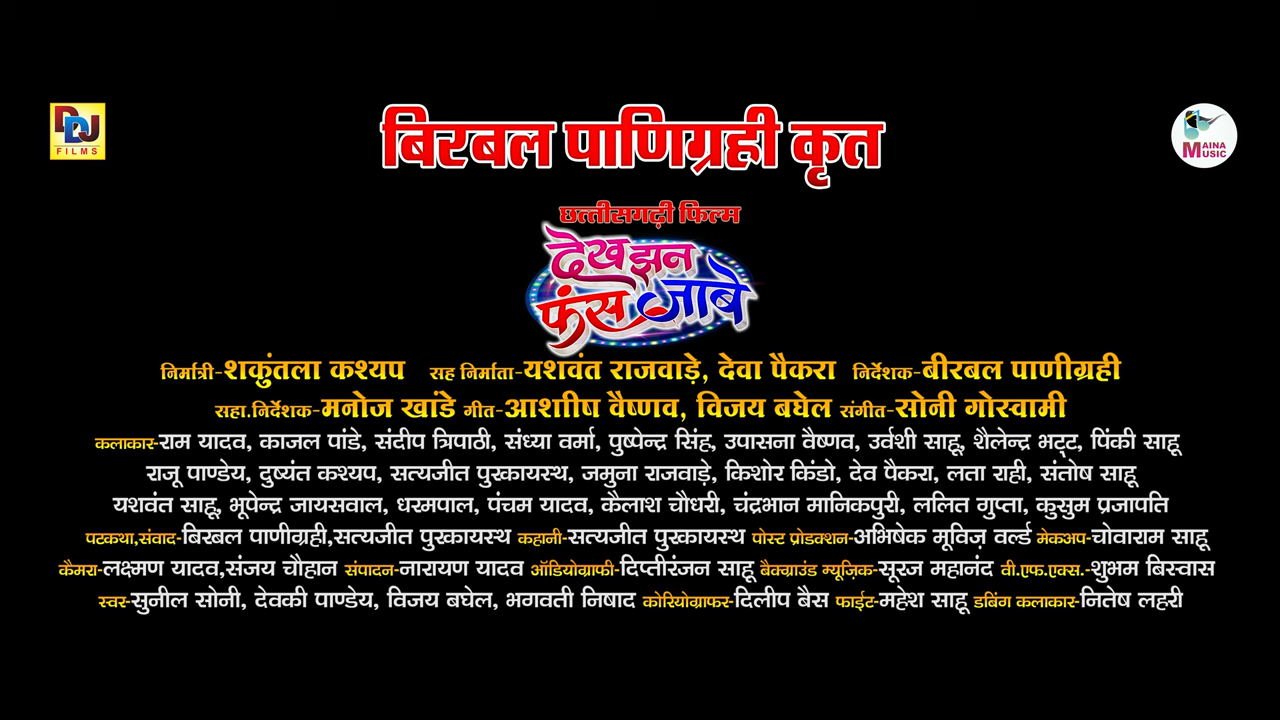 DDJ
FILMS
बिरबल पाणिग्रही कृत
MAINA
MUSIC
छत्तीसगढ़ी फिल्म
देख झन
फंस जाबे
निर्मात्री-शकुंतला कश्यप सह निर्माता-यशवंत राजवाड़े, देवा पैकरा निर्देशक-बीरबल पाणीग्रही
सहा.निर्देशक-मनोज खांडे गीत-आशाीष वैष्णव, विजय बघेल संगीत-सोनी गोस्वामी
कलाकार-राम यादव, काजल पांडे, संदीप त्रिपाठी, संध्या वर्मा, पुष्पेन्द्र सिंह, उपासना वैष्णव, उर्वशी साहू, शैलेन्द्र भट्ट, पिंकी साहू
राजू पाण्डेय, दुष्यंत कश्यप, सत्यजीत पुरकायस्थ, जमुना राजवाड़े, किशोर किंडो, देव पैकरा, लता राही, संतोष साहू
यशवंत साहू, भूपेन्द्र जायसवाल, धरमपाल, पंचम यादव, कैलाश चौधरी, चंद्रभान मानिकपुरी, ललित गुप्ता, कुसुम प्रजापति
पटकथा,संवाद-बिरबल पाणीग्रही,सत्यजीत पुरकायस्थ कहानी-सत्यजीत पुरकायस्थ पोस्ट प्रोडक्शन-अभिषेक मूविज़ वर्ल्ड मेकअप-चोवाराम साहू
कैमरा-लक्ष्मण यादव,संजय चौहान संपादन-नारायण यादव ऑडियोग्राफी-दिप्तीरंजन साहू बैक्ग्राउंड म्यूज़िक-सूरज महानंद वी.एफ.एक्स.-शुभम बिस्वास
स्वर-सुनील सोनी, देवकी पाण्डेय, विजय बघेल, भगवती निषाद कोरियोग्राफर-दिलीप बैस फाईट-महेश साहू डबिंग कलाकार-नितेष लहरी